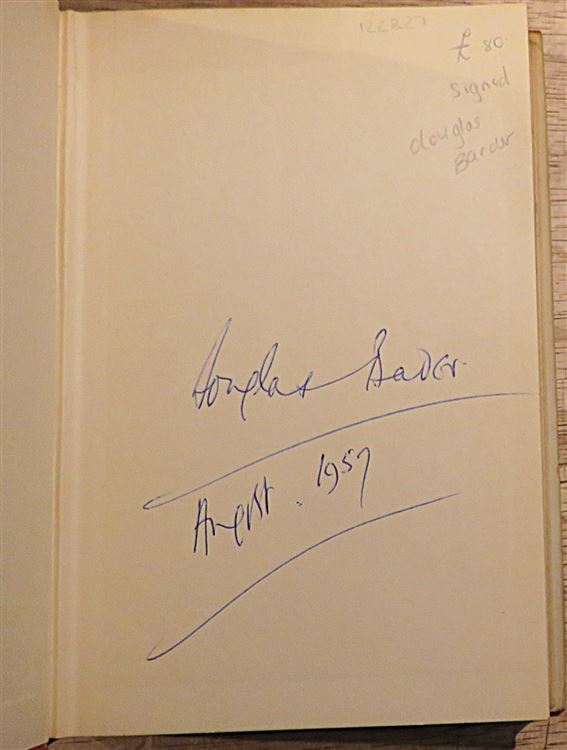 122827
£ 80.
signed
douglas
Barder
Douglas Bader.
August. 1957